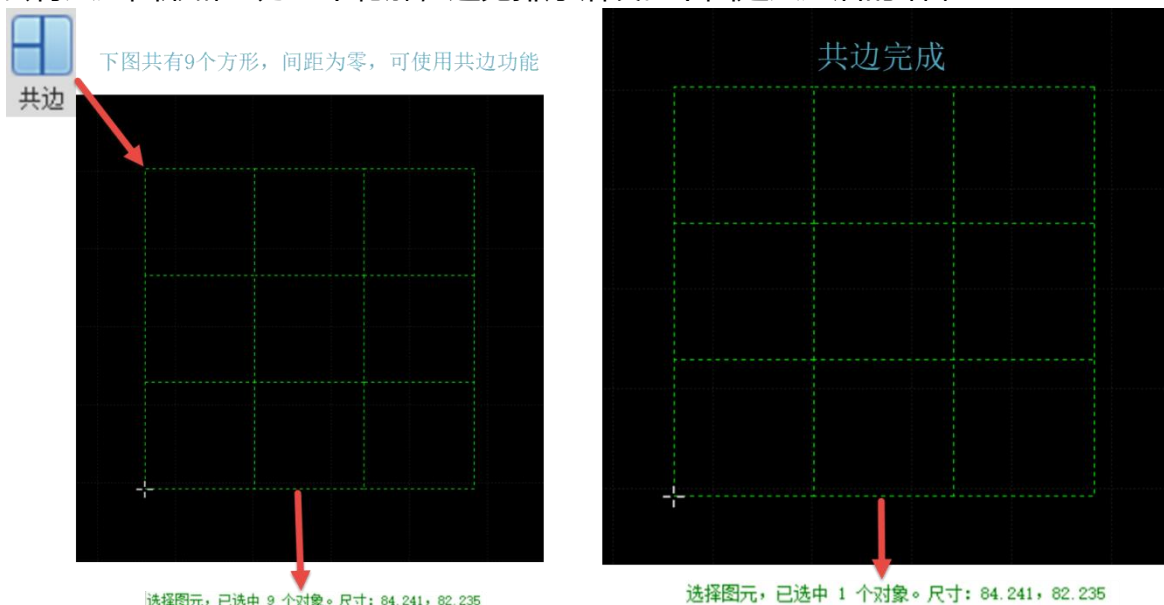 共边
下图共有9个方形，间距为零，可使用共边功能
选择图元，已选中 9 个对象。尺寸: 84.241, 82.235
共边完成
选择图元，已选中 1 个对象。尺寸: 84.241, 82.235